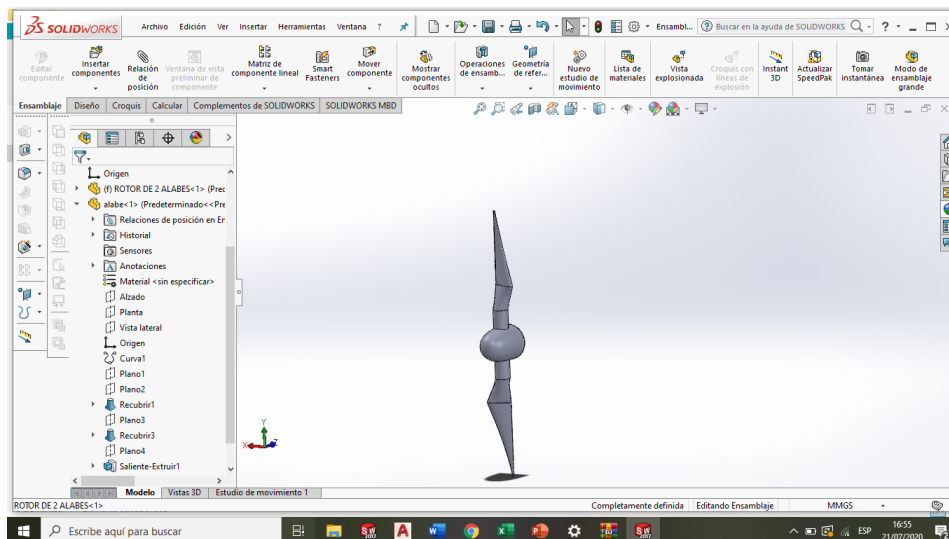 SOLIDWORKS Archivo Edición Ver Insertar Herramientas Ventana ? Ensambl... Buscar en la ayuda de SOLIDWORKS ?
Editar componente
Insertar componentes
Relación de posición
Ventana de vista preliminar de componente
Matriz de componente lineal
Smart Fasteners
Mover componente
Mostrar componentes ocultos
Operaciones de ensamb...
Geometría de refer...
Nuevo estudio de movimiento
Lista de materiales
Vista explosionada
Croquis con líneas de explosión
Instant 3D
Actualizar SpeedPak
Tomar instantánea
Modo de ensamblaje grande
Ensamblaje Diseño Croquis Calcular Complementos de SOLIDWORKS SOLIDWORKS MBD
Origen
(f) ROTOR DE 2 ALABES<1> (Prec
alabe<1> (Predeterminado<<Pre
Relaciones de posición en Er
Historial
Sensores
Anotaciones
Material <sin especificar>
Alzado
Planta
Vista lateral
Origen
Curva1
Plano1
Plano2
Recubrir1
Plano3
Recubrir3
Plano4
Saliente-Extruir1
Y
X
Z
Modelo Vistas 3D Estudio de movimiento 1
ROTOR DE 2 ALABES<1> Completamente definida Editando Ensamblaje MMGS
Escribe aquí para buscar
SW 2017
A
W
X
P
SW 2017
ESP
16:55
21/07/2020